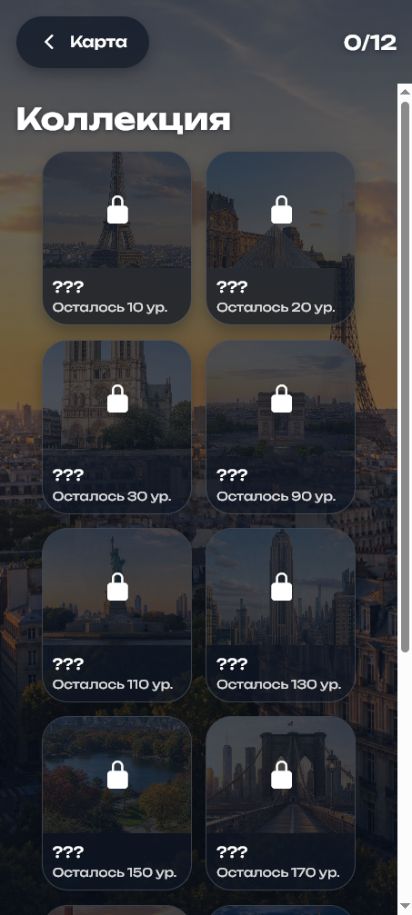 Карта
0/12
Коллекция
???
Осталось 10 ур.
???
Осталось 20 ур.
???
Осталось 30 ур.
???
Осталось 90 ур.
???
Осталось 110 ур.
???
Осталось 130 ур.
???
Осталось 150 ур.
???
Осталось 170 ур.